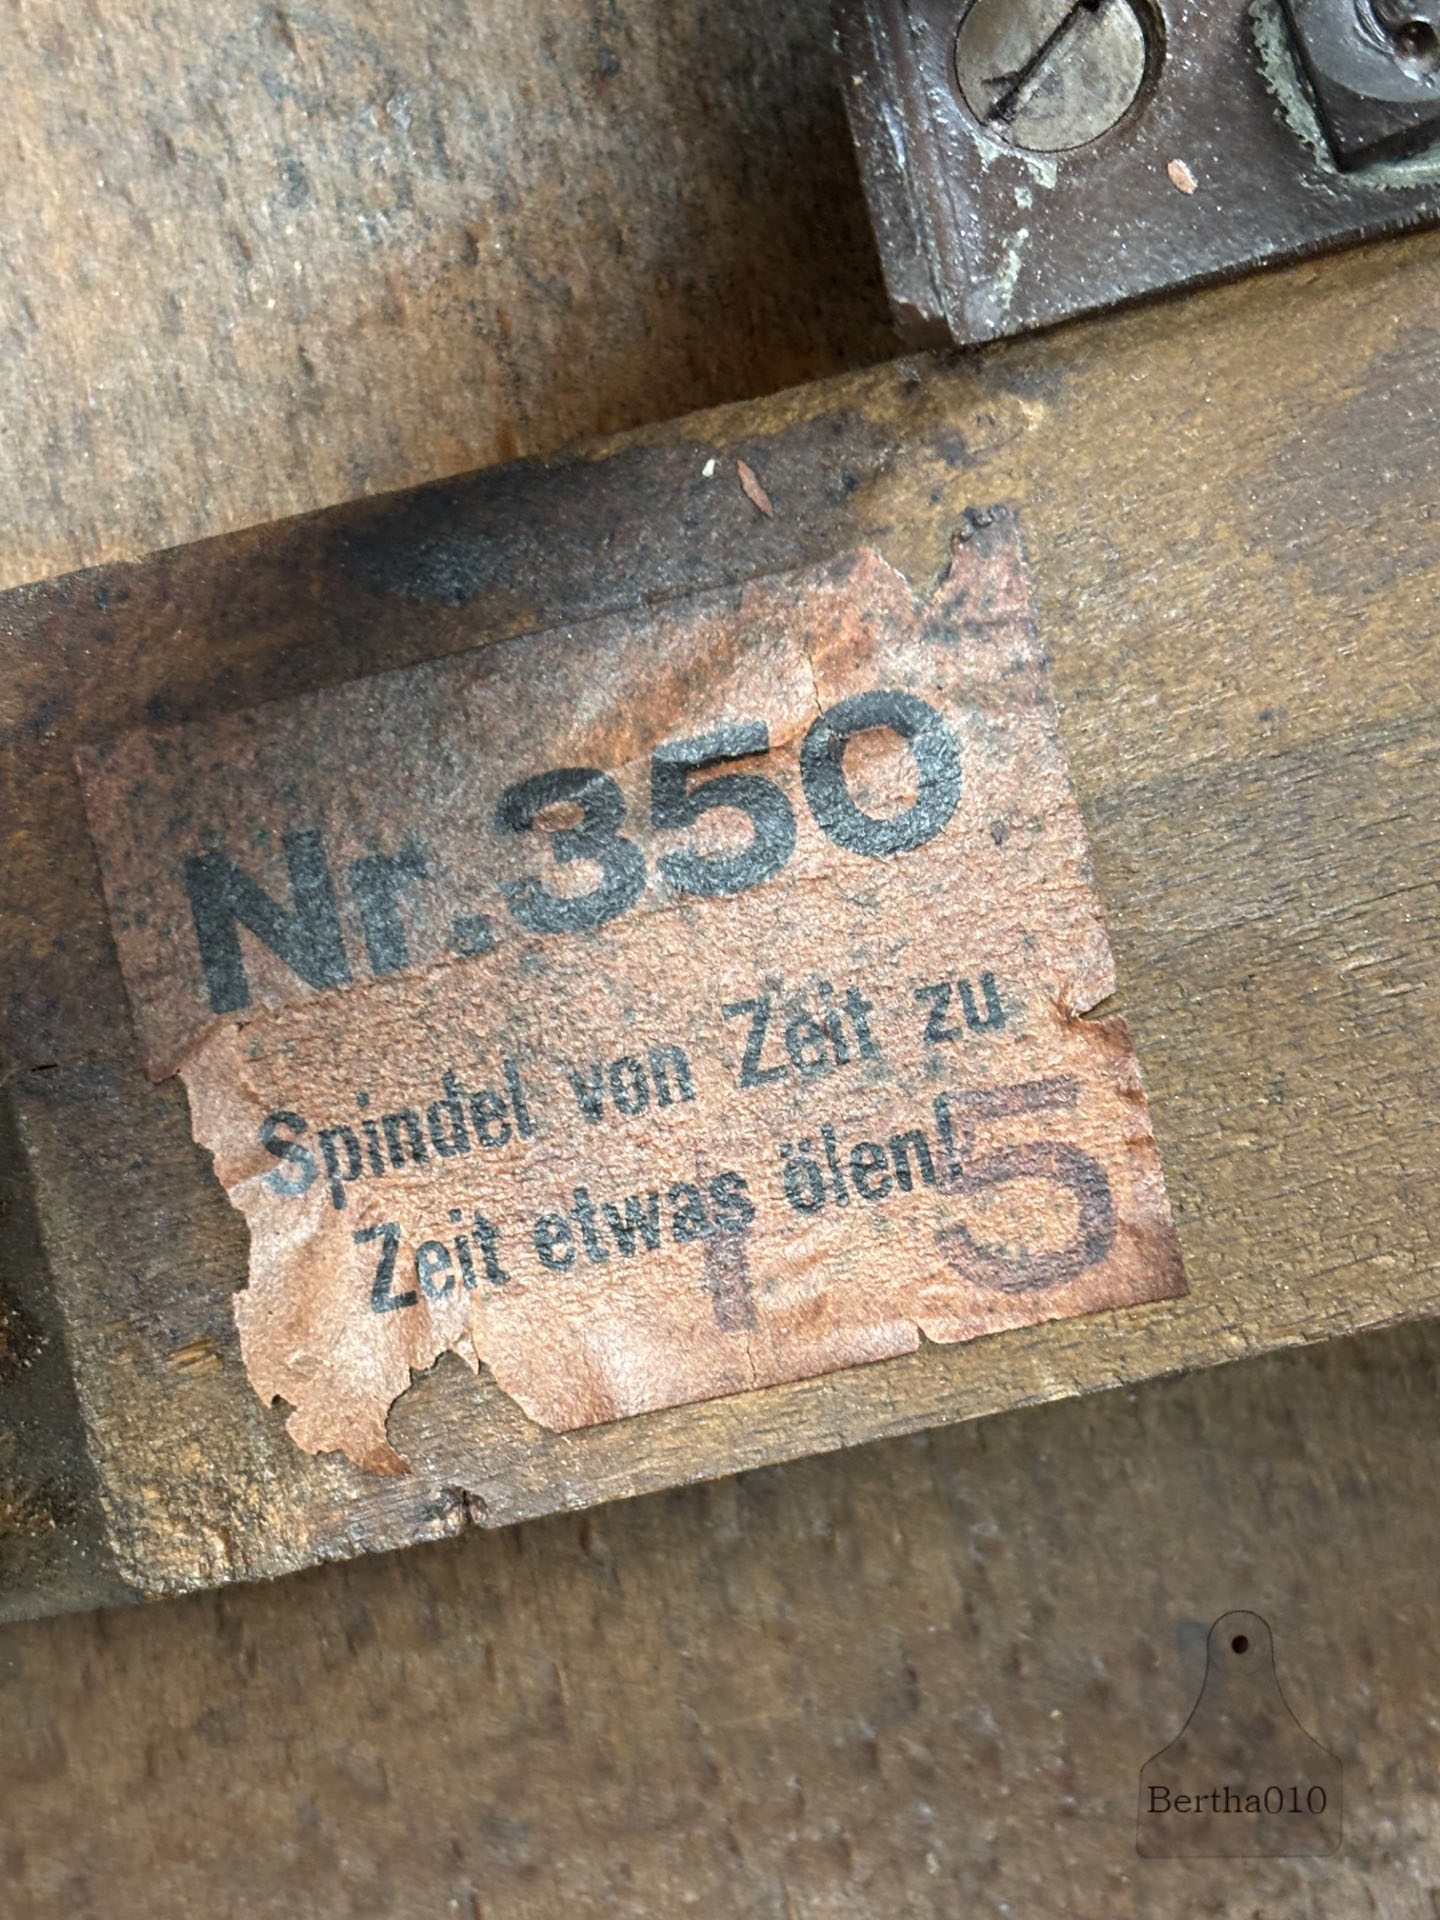 Nr. 350
Spindel von Zeit zu
Zeit etwas ölen!
1 5
Bertha010